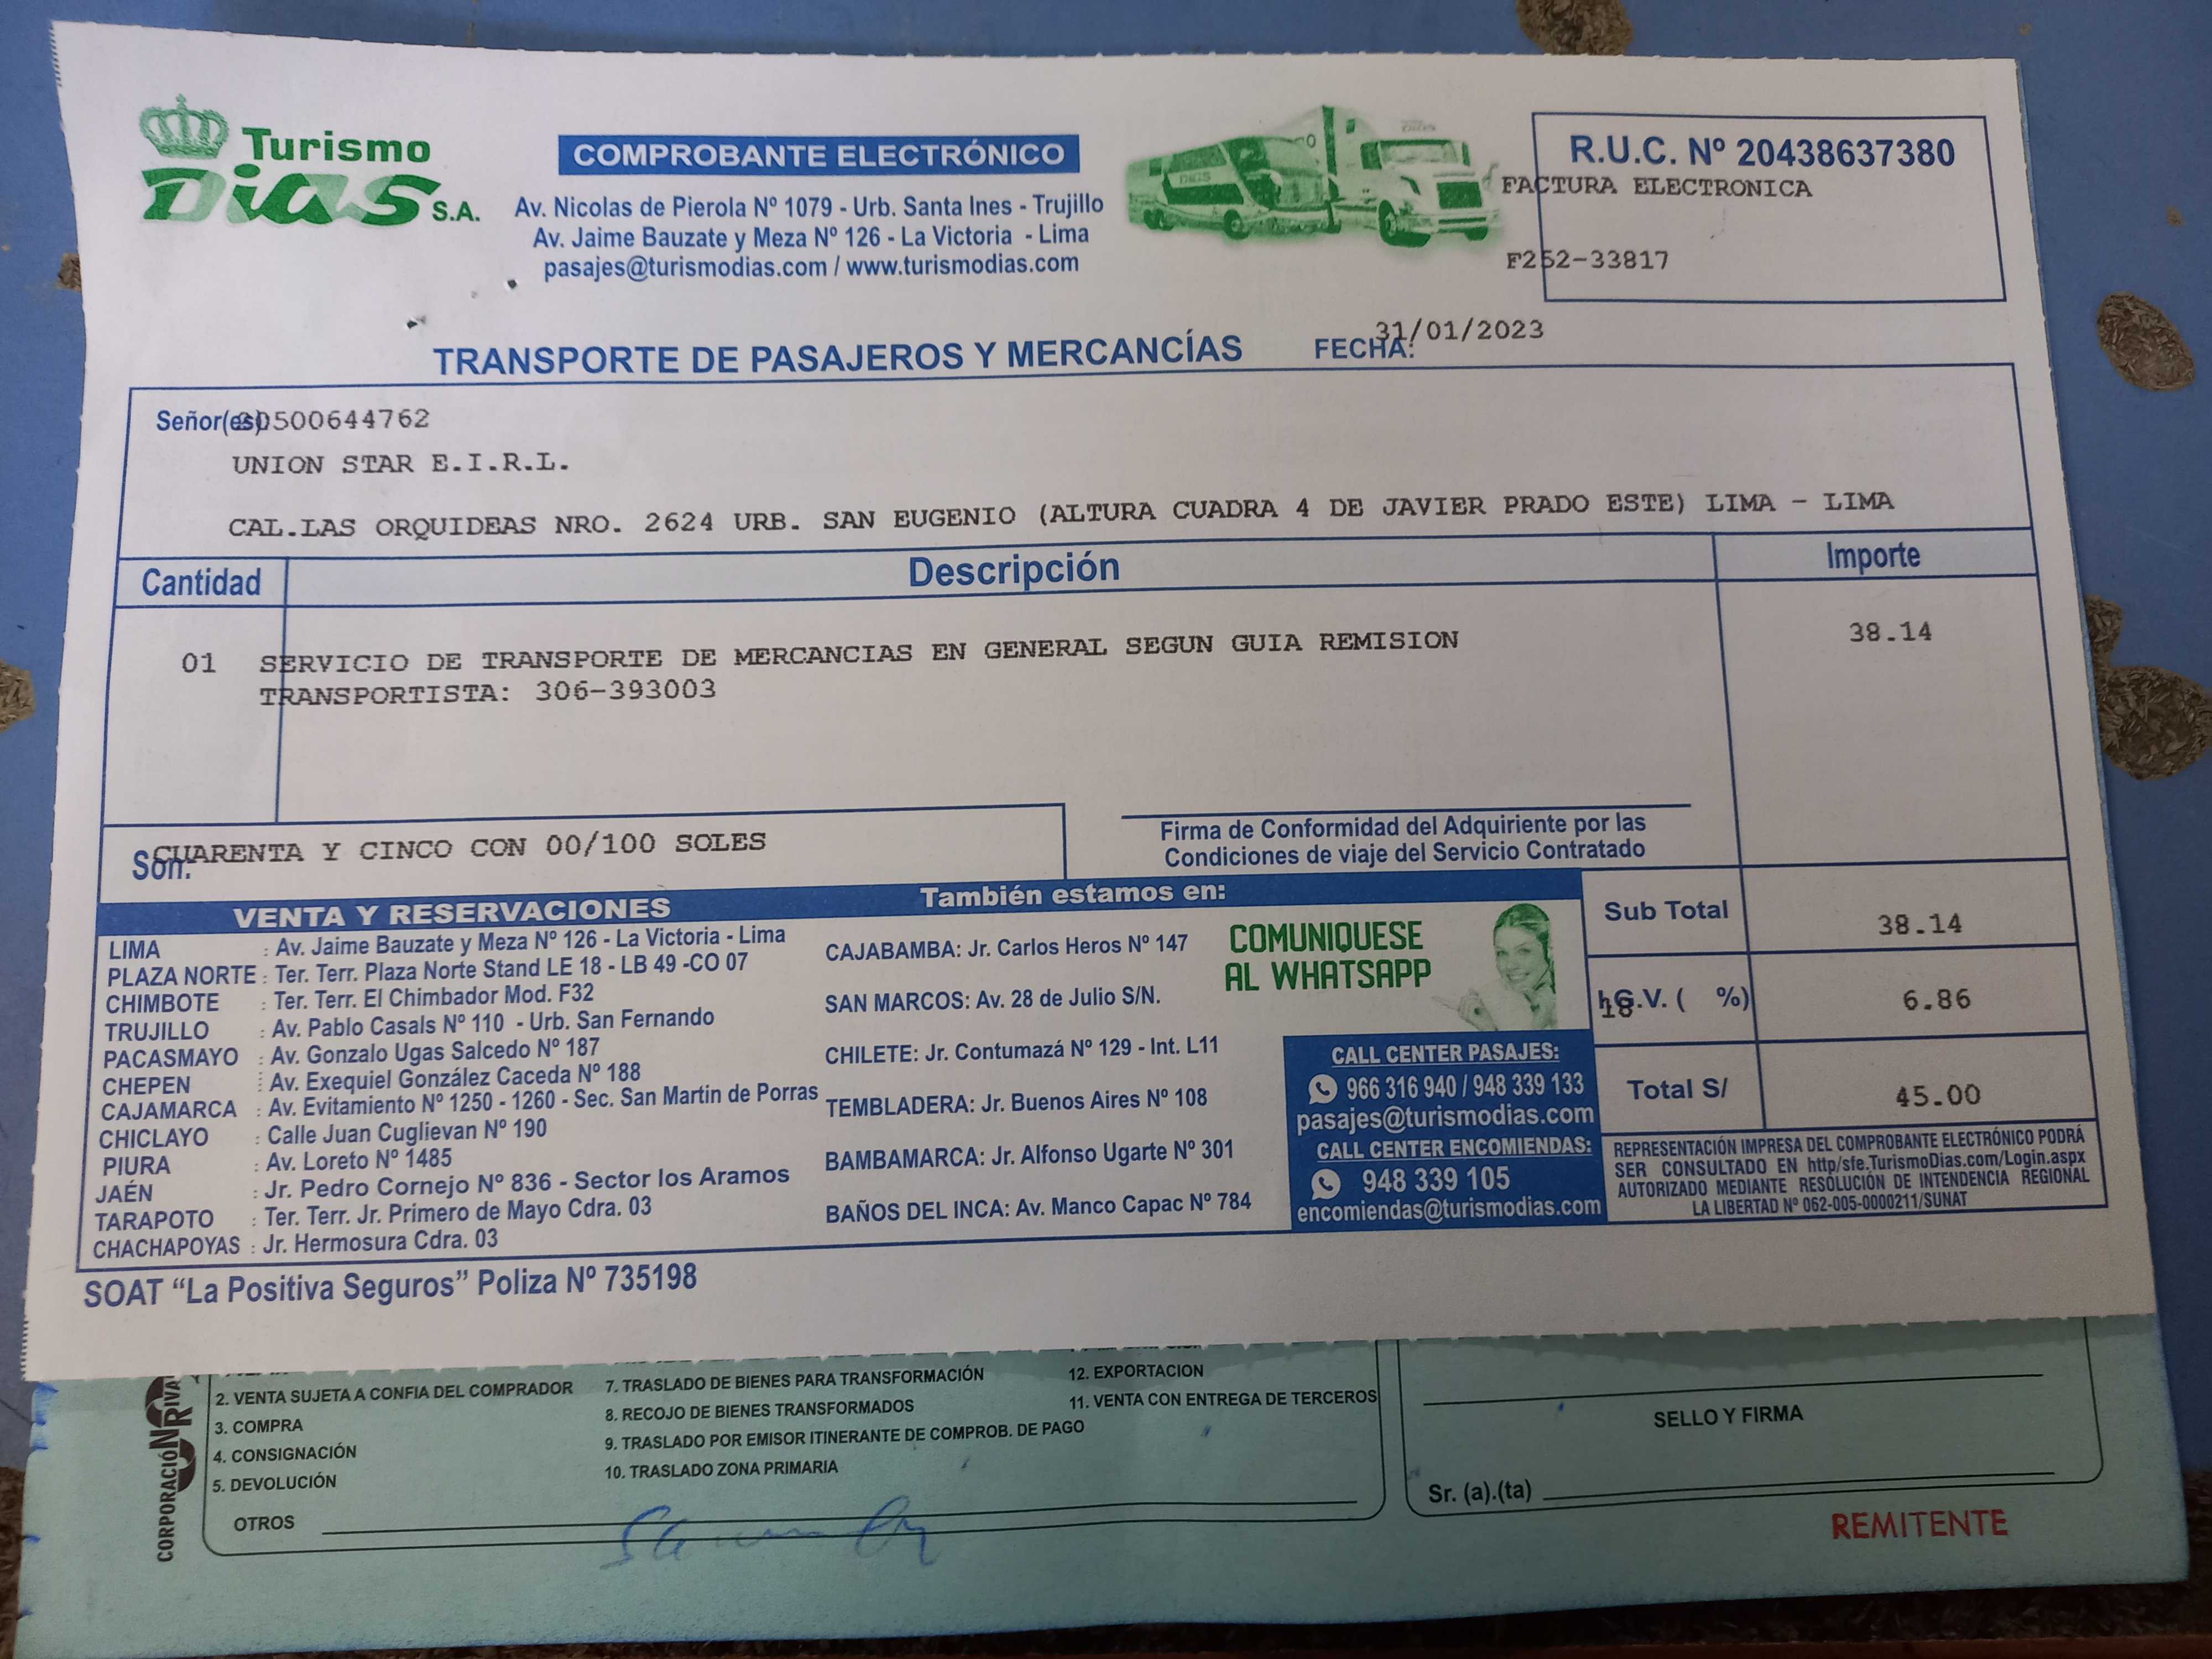 Turismo
Dias S.A.
COMPROBANTE ELECTRÓNICO
Av. Nicolas de Pierola Nº 1079 - Urb. Santa Ines - Trujillo
Av. Jaime Bauzate y Meza Nº 126 - La Victoria - Lima
pasajes@turismodias.com / www.turismodias.com
R.U.C. Nº 20438637380
FACTURA ELECTRONICA
F252-33817
TRANSPORTE DE PASAJEROS Y MERCANCÍAS
FECHA: 31/01/2023
Señor(es) 20500644762
UNION STAR E.I.R.L.
CAL.LAS ORQUIDEAS NRO. 2624 URB. SAN EUGENIO (ALTURA CUADRA 4 DE JAVIER PRADO ESTE) LIMA - LIMA
Cantidad Descripción Importe
01 SERVICIO DE TRANSPORTE DE MERCANCIAS EN GENERAL SEGUN GUIA REMISION 38.14
TRANSPORTISTA: 306-393003
Son: CUARENTA Y CINCO CON 00/100 SOLES
Firma de Conformidad del Adquiriente por las
Condiciones de viaje del Servicio Contratado
VENTA Y RESERVACIONES
LIMA : Av. Jaime Bauzate y Meza Nº 126 - La Victoria - Lima
PLAZA NORTE : Ter. Terr. Plaza Norte Stand LE 18 - LB 49 -CO 07
CHIMBOTE : Ter. Terr. El Chimbador Mod. F32
TRUJILLO : Av. Pablo Casals Nº 110 - Urb. San Fernando
PACASMAYO : Av. Gonzalo Ugas Salcedo Nº 187
CHEPEN : Av. Exequiel González Caceda Nº 188
CAJAMARCA : Av. Evitamiento Nº 1250 - 1260 - Sec. San Martin de Porras
CHICLAYO : Calle Juan Cuglievan Nº 190
PIURA : Av. Loreto Nº 1485
JAÉN : Jr. Pedro Cornejo Nº 836 - Sector los Aramos
TARAPOTO : Ter. Terr. Jr. Primero de Mayo Cdra. 03
CHACHAPOYAS : Jr. Hermosura Cdra. 03
También estamos en:
CAJABAMBA: Jr. Carlos Heros Nº 147
SAN MARCOS: Av. 28 de Julio S/N.
CHILETE: Jr. Contumazá Nº 129 - Int. L11
TEMBLADERA: Jr. Buenos Aires Nº 108
BAMBAMARCA: Jr. Alfonso Ugarte Nº 301
BAÑOS DEL INCA: Av. Manco Capac Nº 784
COMUNIQUESE
AL WHATSAPP
CALL CENTER PASAJES:
966 316 940 / 948 339 133
pasajes@turismodias.com
CALL CENTER ENCOMIENDAS:
948 339 105
encomiendas@turismodias.com
Sub Total 38.14
I.G.V. ( %) 18 6.86
Total S/ 45.00
REPRESENTACIÓN IMPRESA DEL COMPROBANTE ELECTRÓNICO PODRÁ
SER CONSULTADO EN http/sfe.TurismoDias.com/Login.aspx
AUTORIZADO MEDIANTE RESOLUCIÓN DE INTENDENCIA REGIONAL
LA LIBERTAD Nº 062-005-0000211/SUNAT
SOAT “La Positiva Seguros” Poliza Nº 735198
CORPORACIÓN
2. VENTA SUJETA A CONFIA DEL COMPRADOR
3. COMPRA
4. CONSIGNACIÓN
5. DEVOLUCIÓN
OTROS
7. TRASLADO DE BIENES PARA TRANSFORMACIÓN
8. RECOJO DE BIENES TRANSFORMADOS
9. TRASLADO POR EMISOR ITINERANTE DE COMPROB. DE PAGO
10. TRASLADO ZONA PRIMARIA
12. EXPORTACION
11. VENTA CON ENTREGA DE TERCEROS
SELLO Y FIRMA
Sr. (a).(ta)
REMITENTE